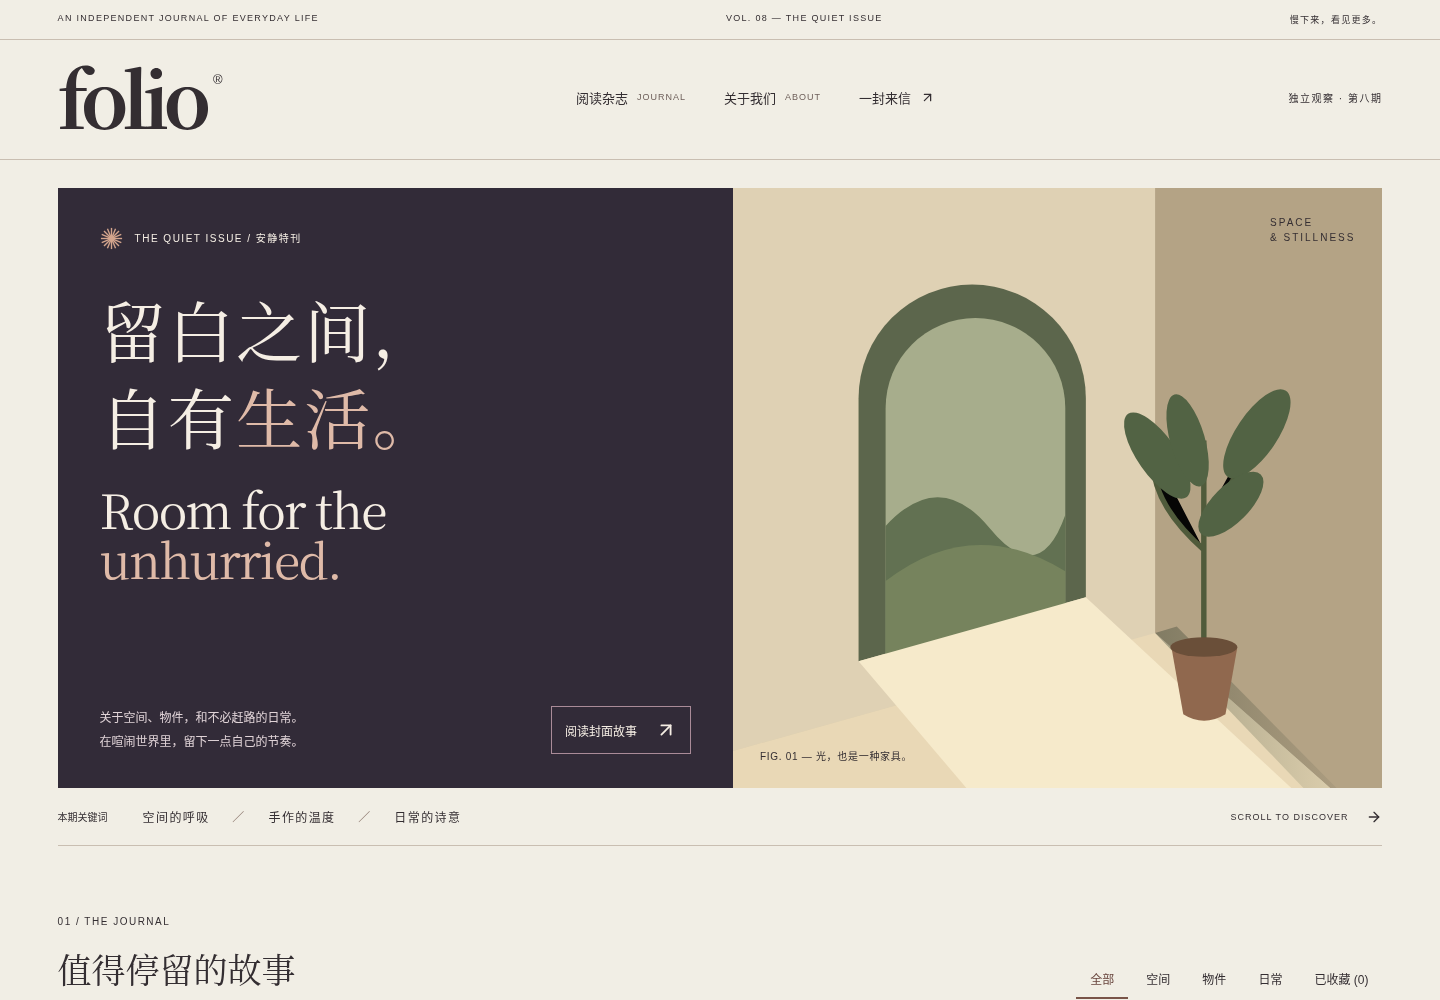 AN INDEPENDENT JOURNAL OF EVERYDAY LIFE
VOL. 08 — THE QUIET ISSUE
慢下来，看见更多。
folio®
阅读杂志 JOURNAL
关于我们 ABOUT
一封来信
独立观察 · 第八期
THE QUIET ISSUE / 安静特刊
留白之间，
自有生活。
Room for the
unhurried.
关于空间、物件，和不必赶路的日常。
在喧闹世界里，留下一点自己的节奏。
阅读封面故事
SPACE
& STILLNESS
FIG. 01 — 光，也是一种家具。
本期关键词
空间的呼吸 ／ 手作的温度 ／ 日常的诗意
SCROLL TO DISCOVER
01 / THE JOURNAL
值得停留的故事
全部
空间
物件
日常
已收藏 (0)